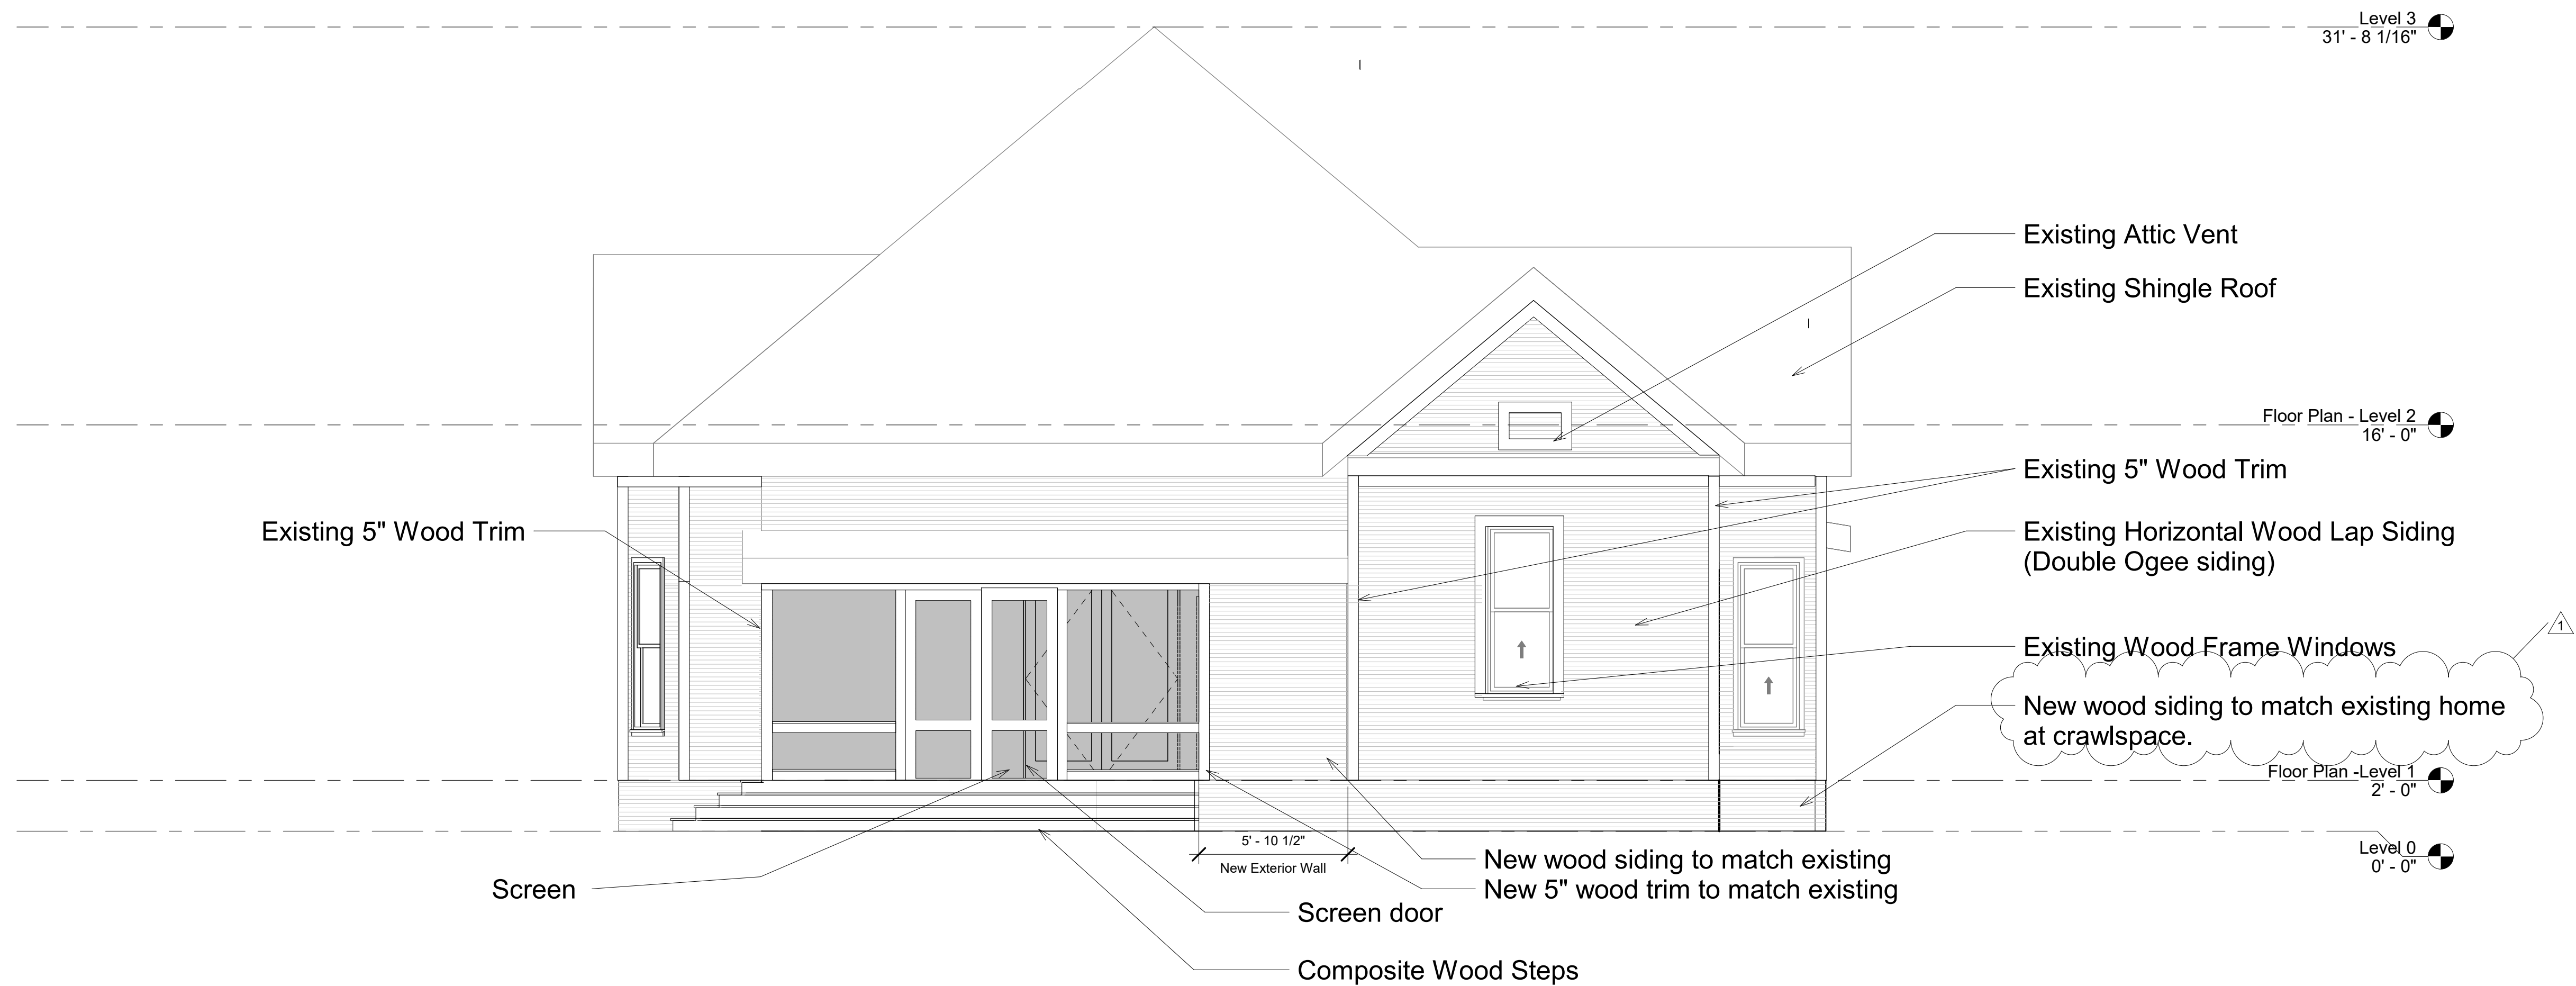 Level 3
31' - 8 1/16"
Existing Attic Vent
Existing Shingle Roof
Floor Plan - Level 2
16' - 0"
Existing 5" Wood Trim
Existing 5" Wood Trim
Existing Horizontal Wood Lap Siding
(Double Ogee siding)
1
Existing Wood Frame Windows
New wood siding to match existing home
at crawlspace.
Floor Plan -Level 1
2' - 0"
5' - 10 1/2"
New Exterior Wall
Level 0
0' - 0"
New wood siding to match existing
New 5" wood trim to match existing
Screen
Screen door
Composite Wood Steps